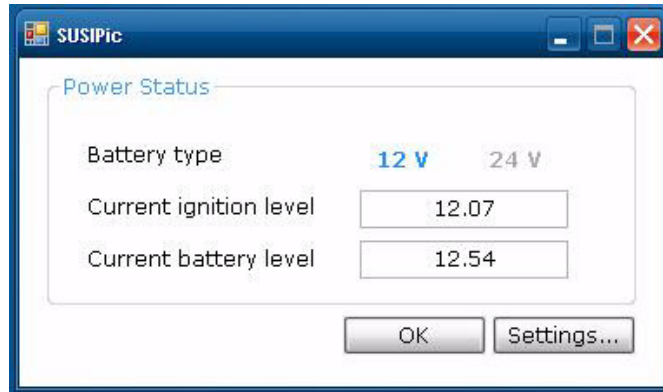 SUSIPic
Power Status
Battery type 12 V 24 V
Current ignition level 12.07
Current battery level 12.54
OK Settings...